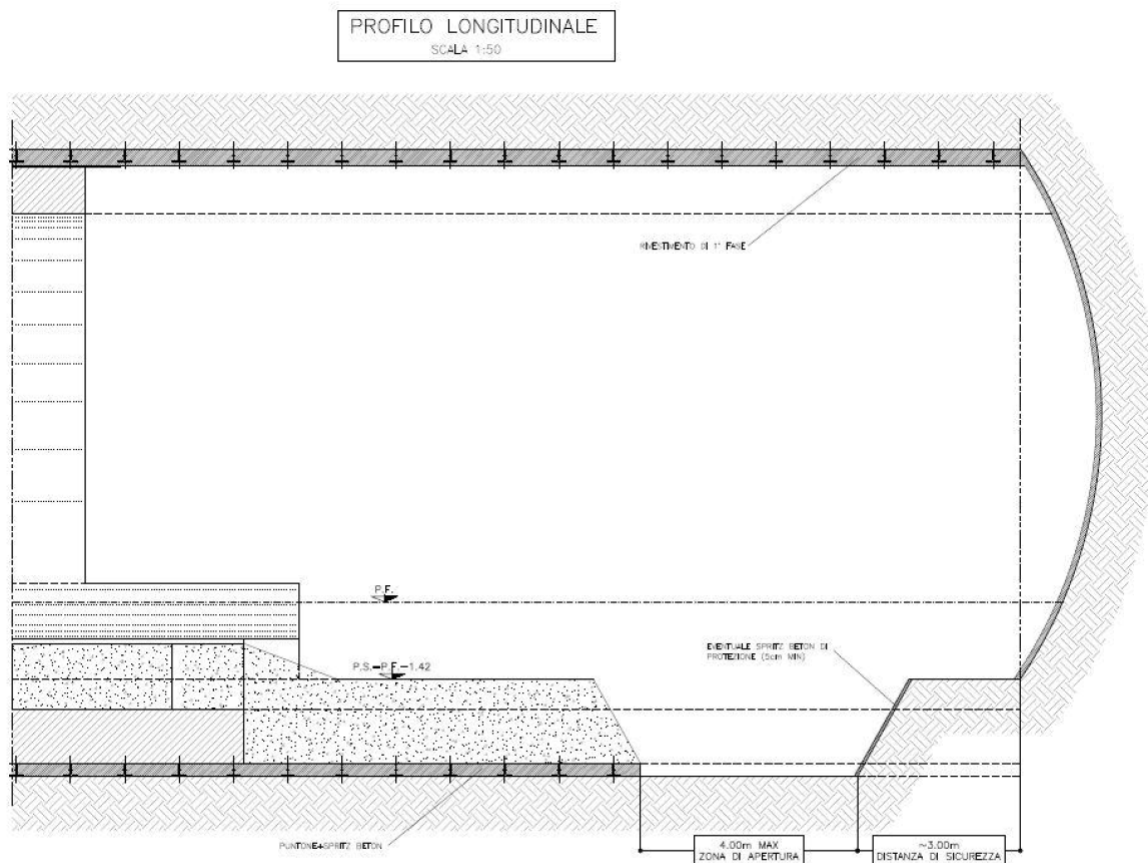 PROFILO LONGITUDINALE
SCALA 1:50
RIVESTIMENTO DI 1° FASE
P.F.
EVENTUALE SPRITZ BETON DI
PROTEZIONE (5cm MIN)
P.S.=P.F.-1.42
PUNTONE+SPRITZ BETON
4.00m MAX
ZONA DI APERTURA
~3.00m
DISTANZA DI SICUREZZA